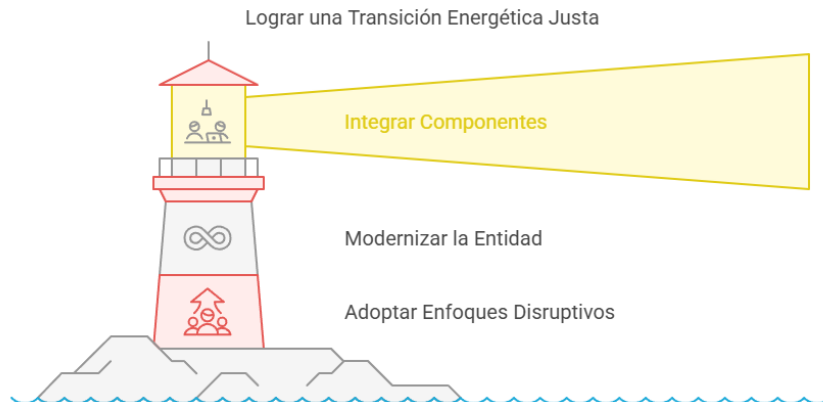 Lograr una Transición Energética Justa
Integrar Componentes
Modernizar la Entidad
Adoptar Enfoques Disruptivos